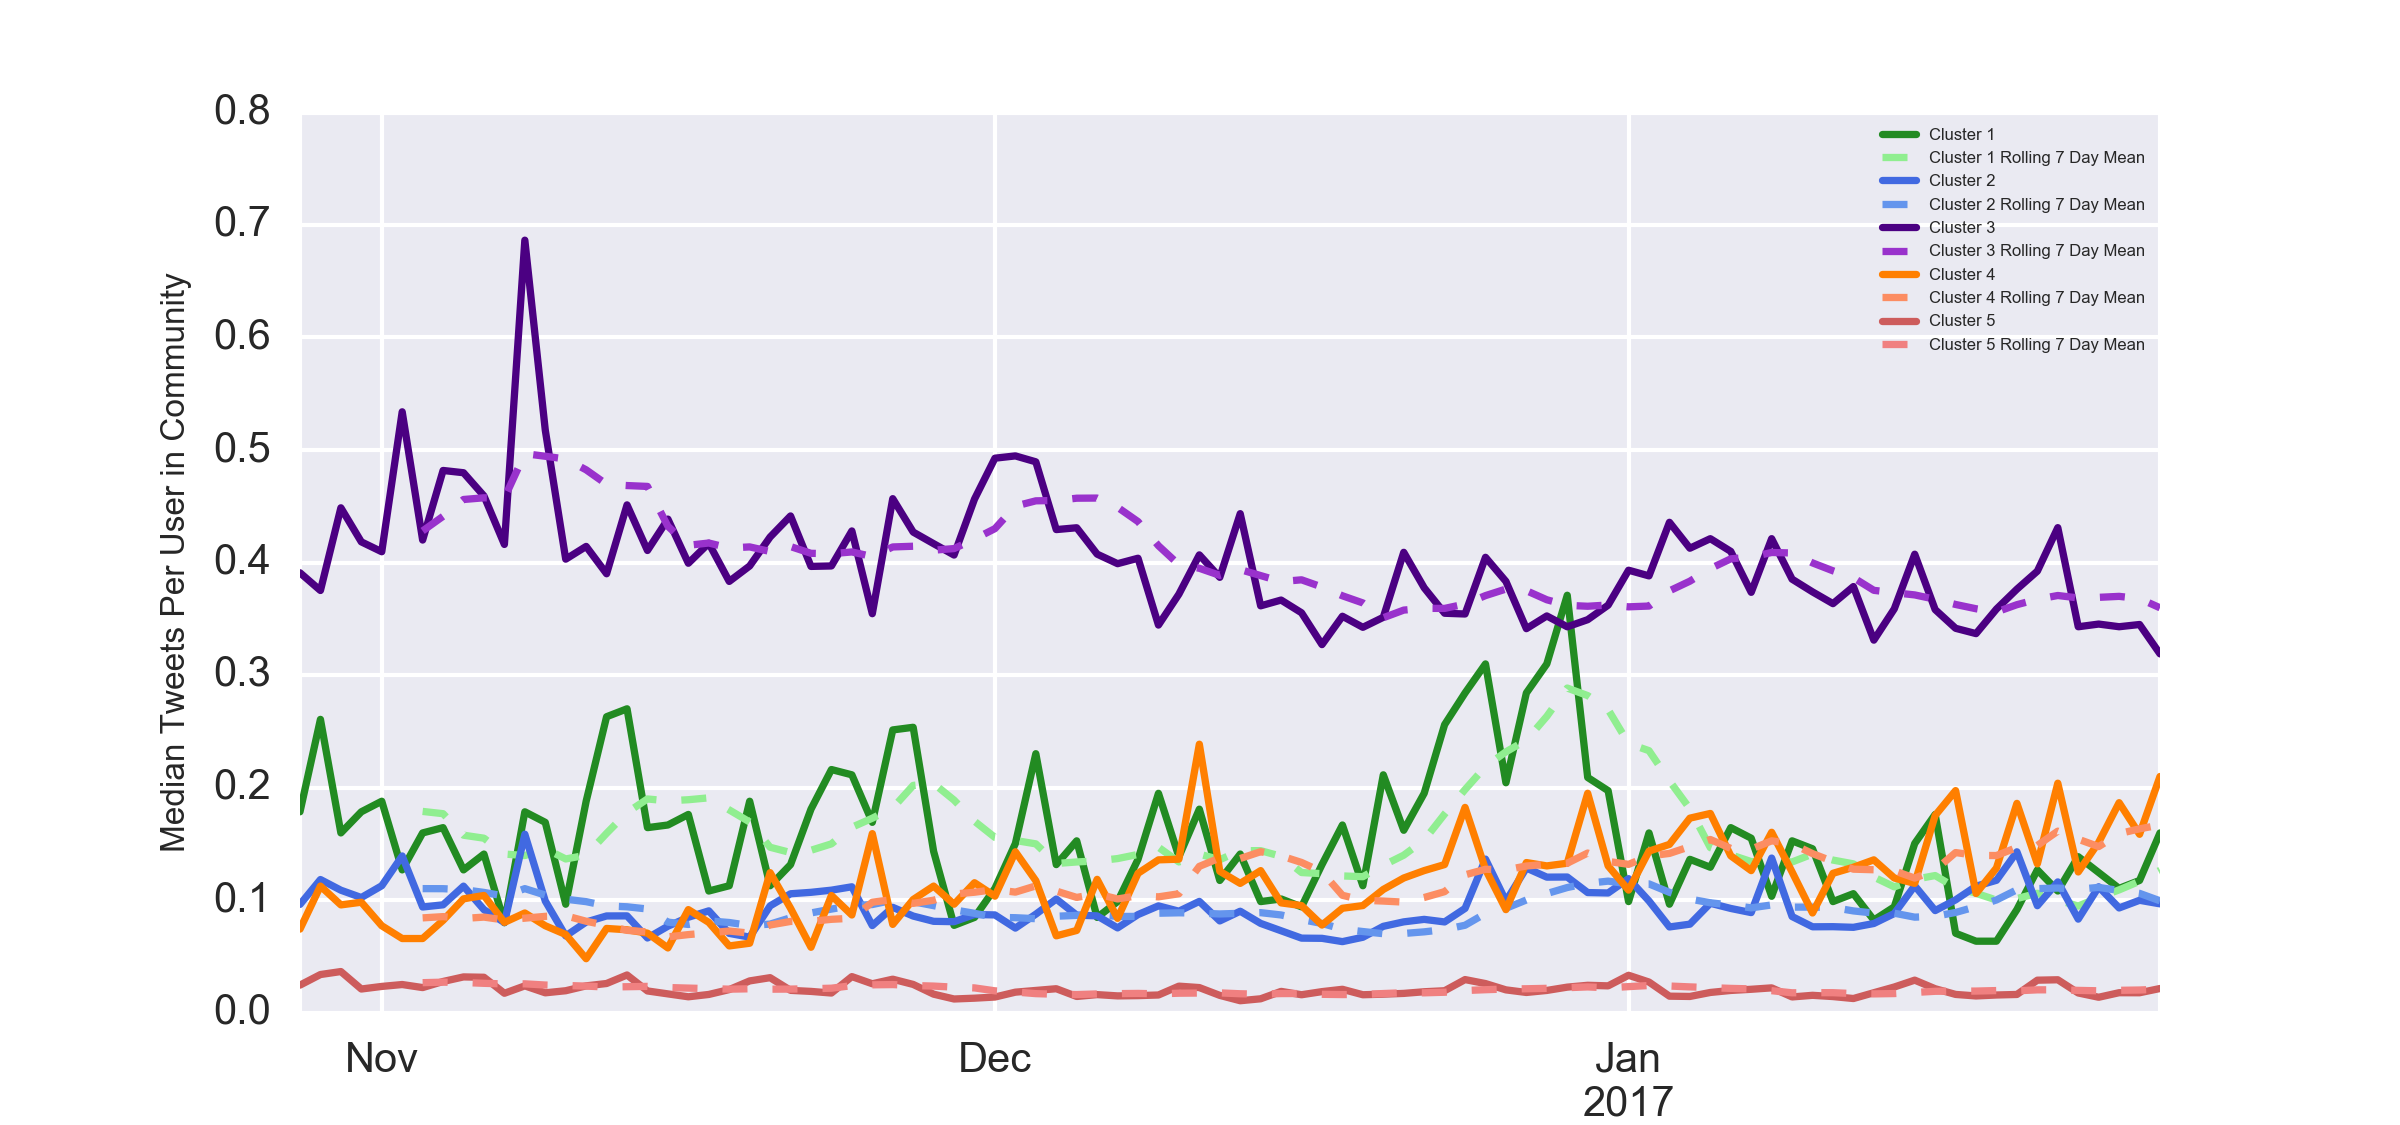 Median Tweets Per User in Community
0.8
0.7
0.6
0.5
0.4
0.3
0.2
0.1
0.0
Nov
Dec
Jan
2017
Cluster 1
Cluster 1 Rolling 7 Day Mean
Cluster 2
Cluster 2 Rolling 7 Day Mean
Cluster 3
Cluster 3 Rolling 7 Day Mean
Cluster 4
Cluster 4 Rolling 7 Day Mean
Cluster 5
Cluster 5 Rolling 7 Day Mean